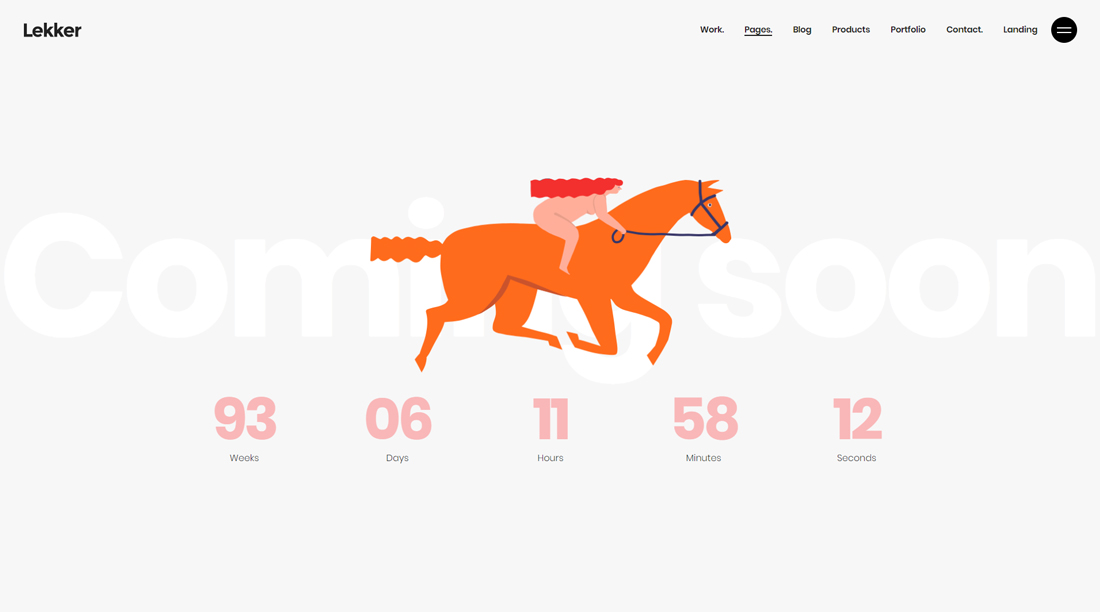 Lekker
Work. Pages. Blog Products Portfolio Contact. Landing
Coming soon
93 06 11 58 12
Weeks Days Hours Minutes Seconds